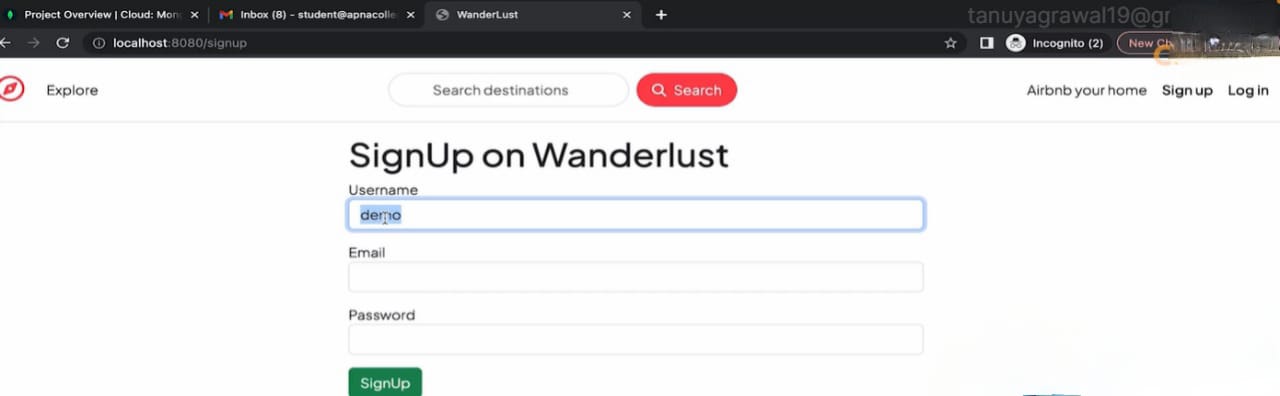 Project Overview | Cloud: Mon
Inbox (8) - student@apnacolle
WanderLust
tanuyagrawal19@gr
localhost:8080/signup
Incognito (2)
New Ch
Explore
Search destinations
Search
Airbnb your home
Sign up
Log in
SignUp on Wanderlust
Username
demo
Email
Password
SignUp